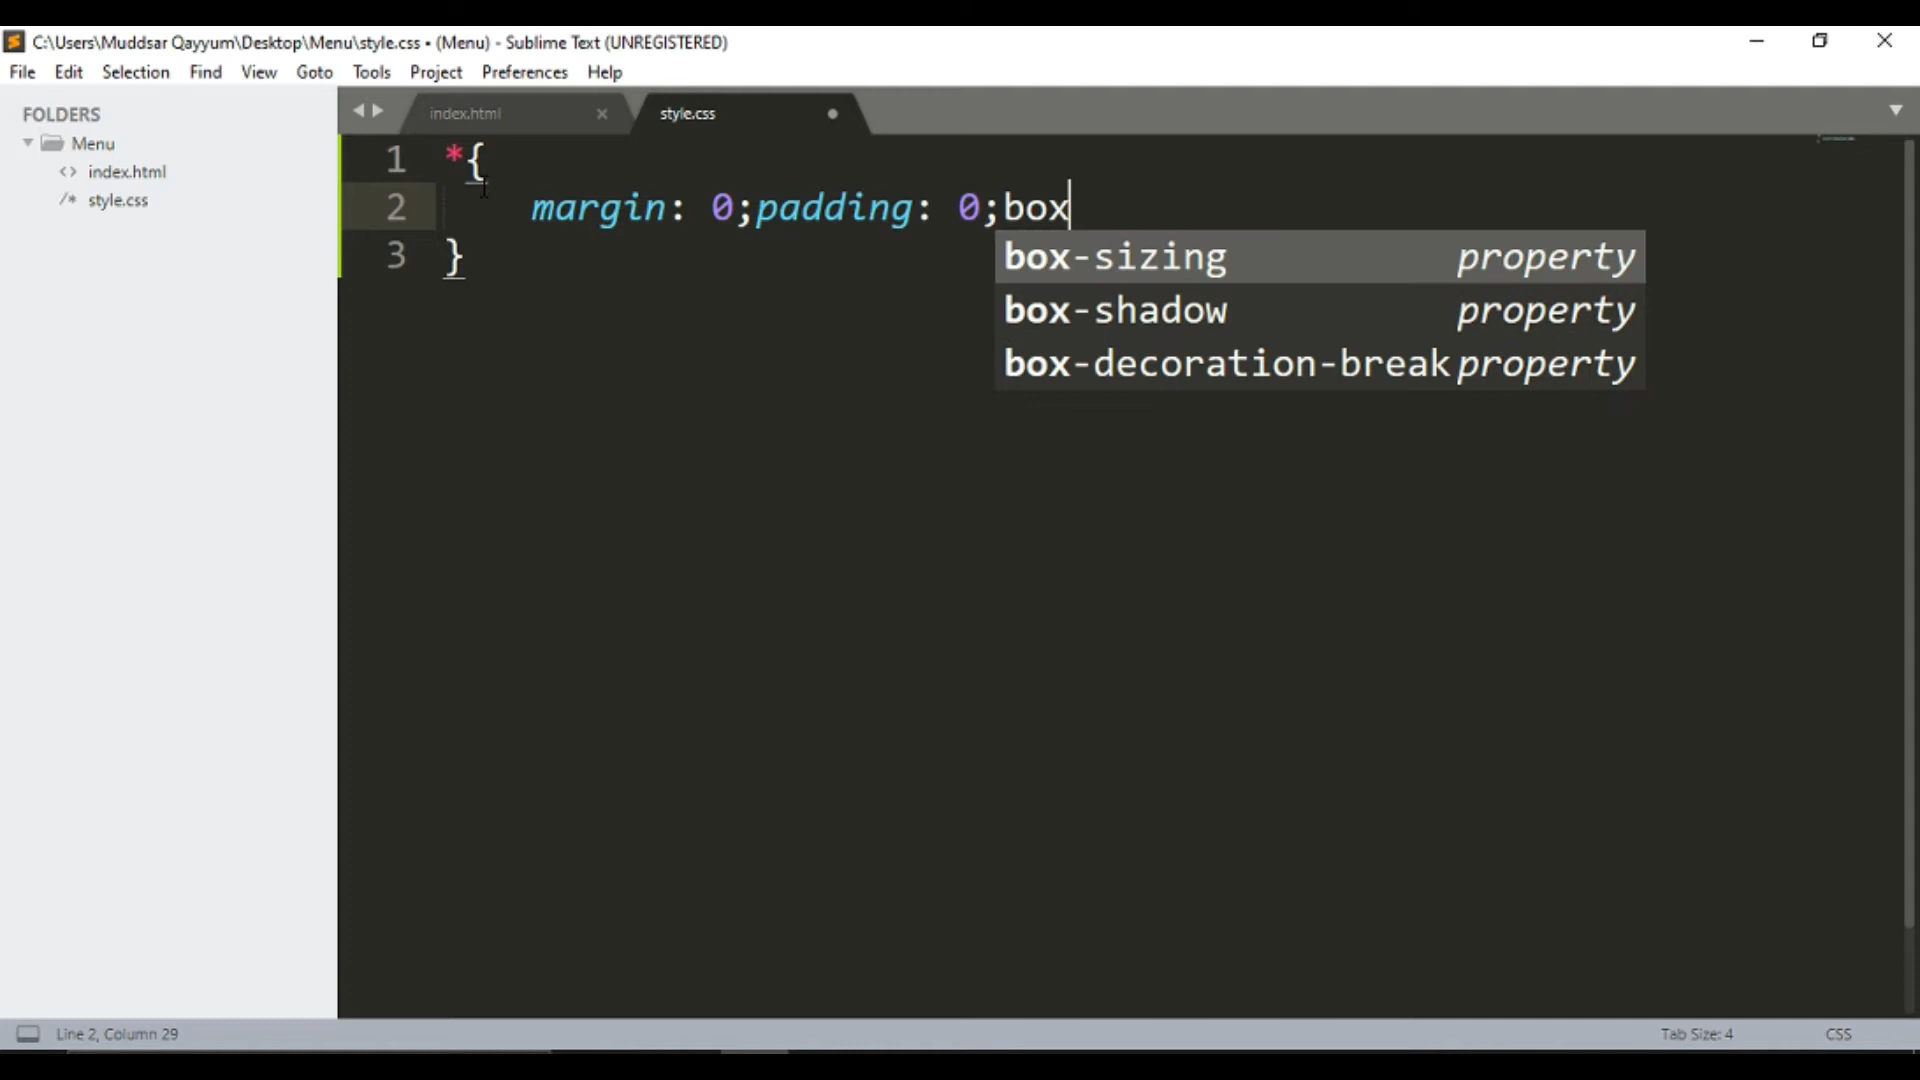 C:\Users\Muddsar Qayyum\Desktop\Menu\style.css • (Menu) - Sublime Text (UNREGISTERED)
File Edit Selection Find View Goto Tools Project Preferences Help
FOLDERS
Menu
<> index.html
/* style.css
index.html × style.css
1 *{
2 margin: 0;padding: 0;box
3 }
box-sizing property
box-shadow property
box-decoration-break property
Line 2, Column 29 Tab Size: 4 CSS